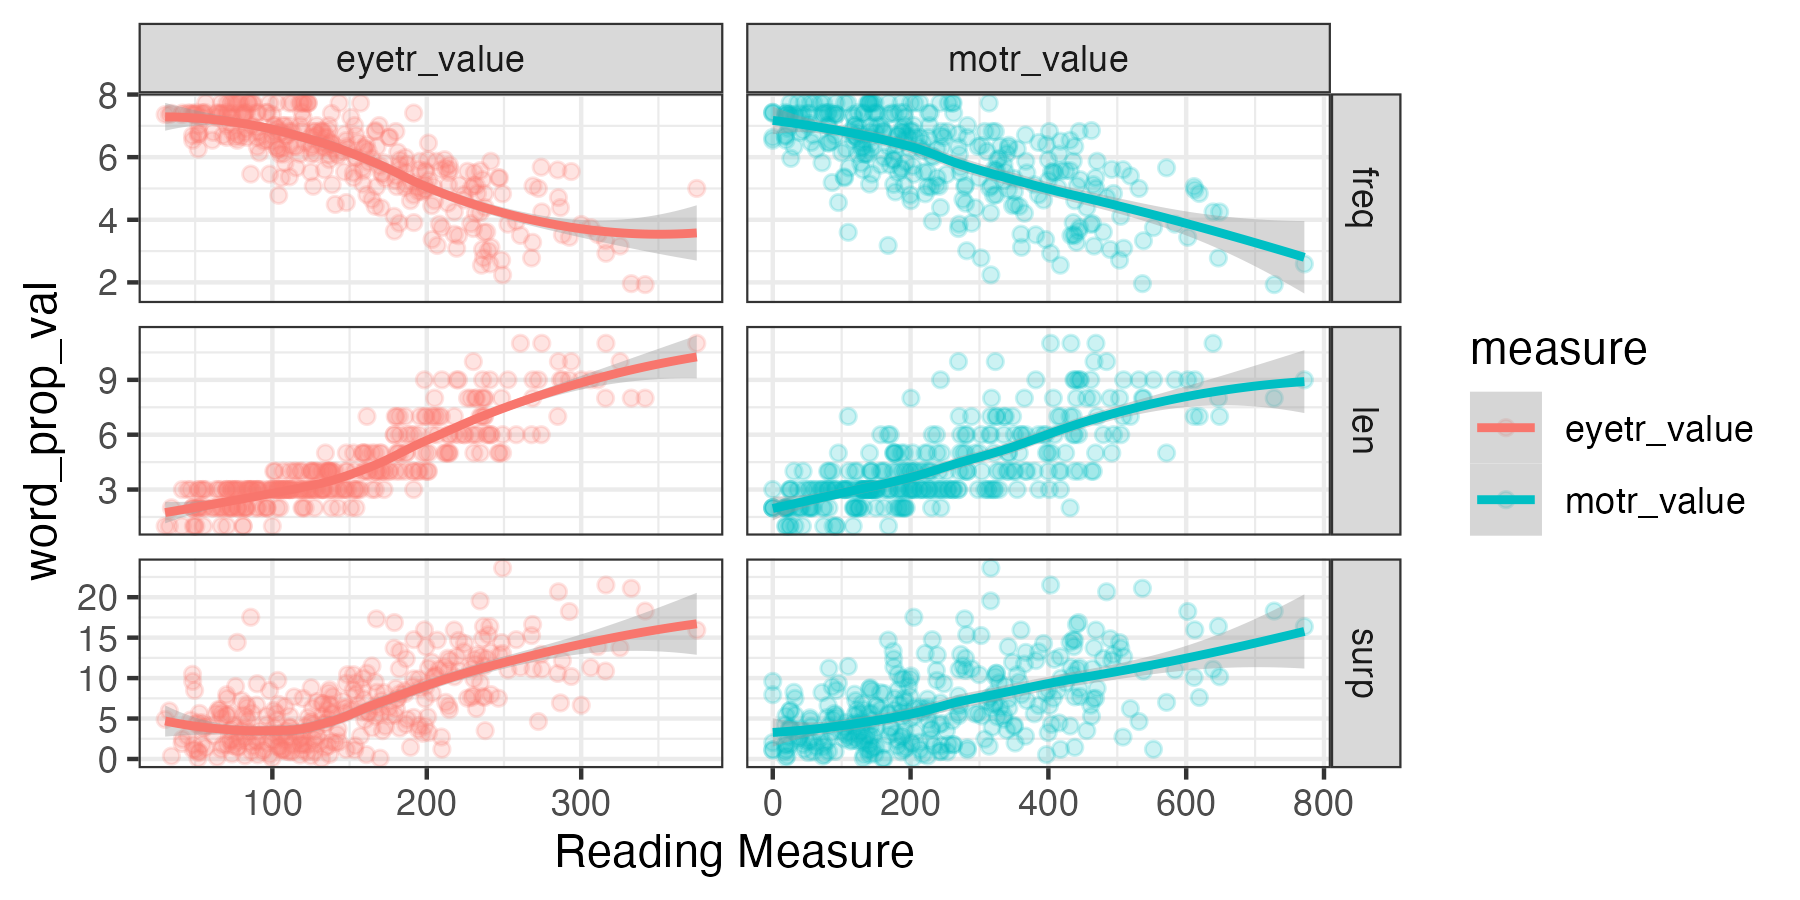 eyetr_value motr_value
8
6
4
2
freq
word_prop_val
9
6
3
len
measure
eyetr_value
motr_value
20
15
10
5
0
surp
100 200 300 0 200 400 600 800
Reading Measure